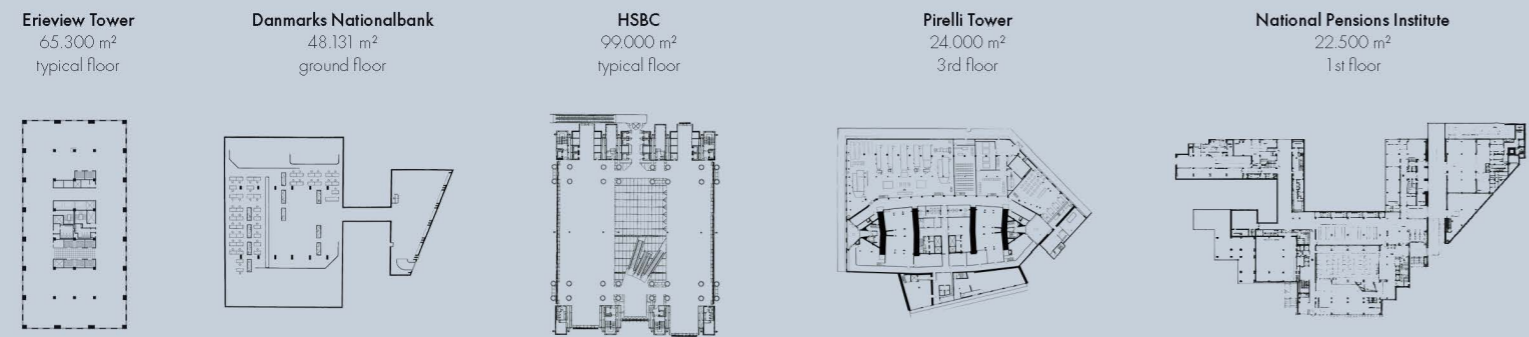 Erieview Tower
65.300 m²
typical floor
Danmarks Nationalbank
48.131 m²
ground floor
HSBC
99.000 m²
typical floor
Pirelli Tower
24.000 m²
3rd floor
National Pensions Institute
22.500 m²
1st floor